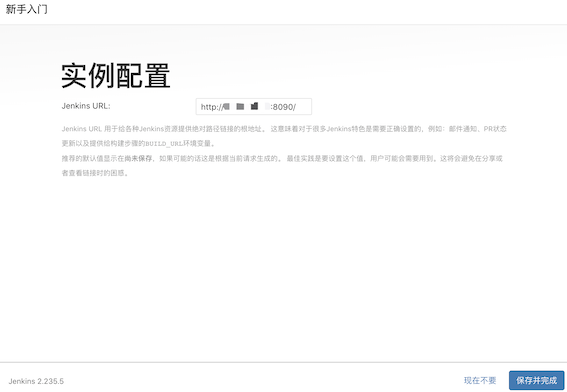 新手入门
实例配置
Jenkins URL:
http:// :8090/
Jenkins URL 用于给各种Jenkins资源提供绝对路径链接的根地址。 这意味着对于很多Jenkins特色是需要正确设置的，例如：邮件通知、PR状态
更新以及提供给构建步骤的BUILD_URL环境变量。
推荐的默认值显示在尚未保存，如果可能的话这是根据当前请求生成的。 最佳实践是要设置这个值，用户可能会需要用到。这将会避免在分享或
者查看链接时的困惑。
Jenkins 2.235.5
现在不要
保存并完成